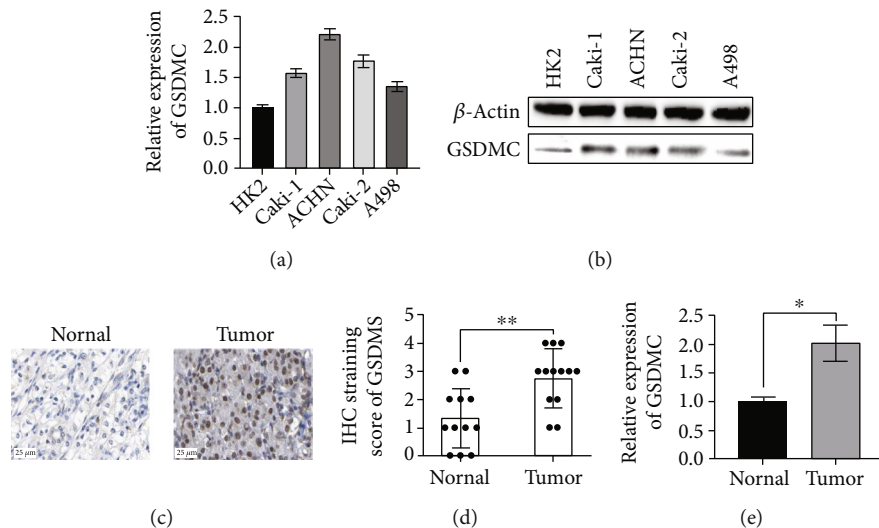 Relative expression
of GSDMC
2.5
2.0
1.5
1.0
0.5
0.0
HK2
Caki-1
ACHN
Caki-2
A498
(a)
HK2
Caki-1
ACHN
Caki-2
A498
β-Actin
GSDMC
(b)
Nornal
Tumor
25 μm
25 μm
(c)
IHC straining
score of GSDMS
5
4
3
2
1
0
**
Nornal
Tumor
(d)
Relative expression
of GSDMC
2.5
2.0
1.5
1.0
0.5
0.0
*
Nornal
Tumor
(e)